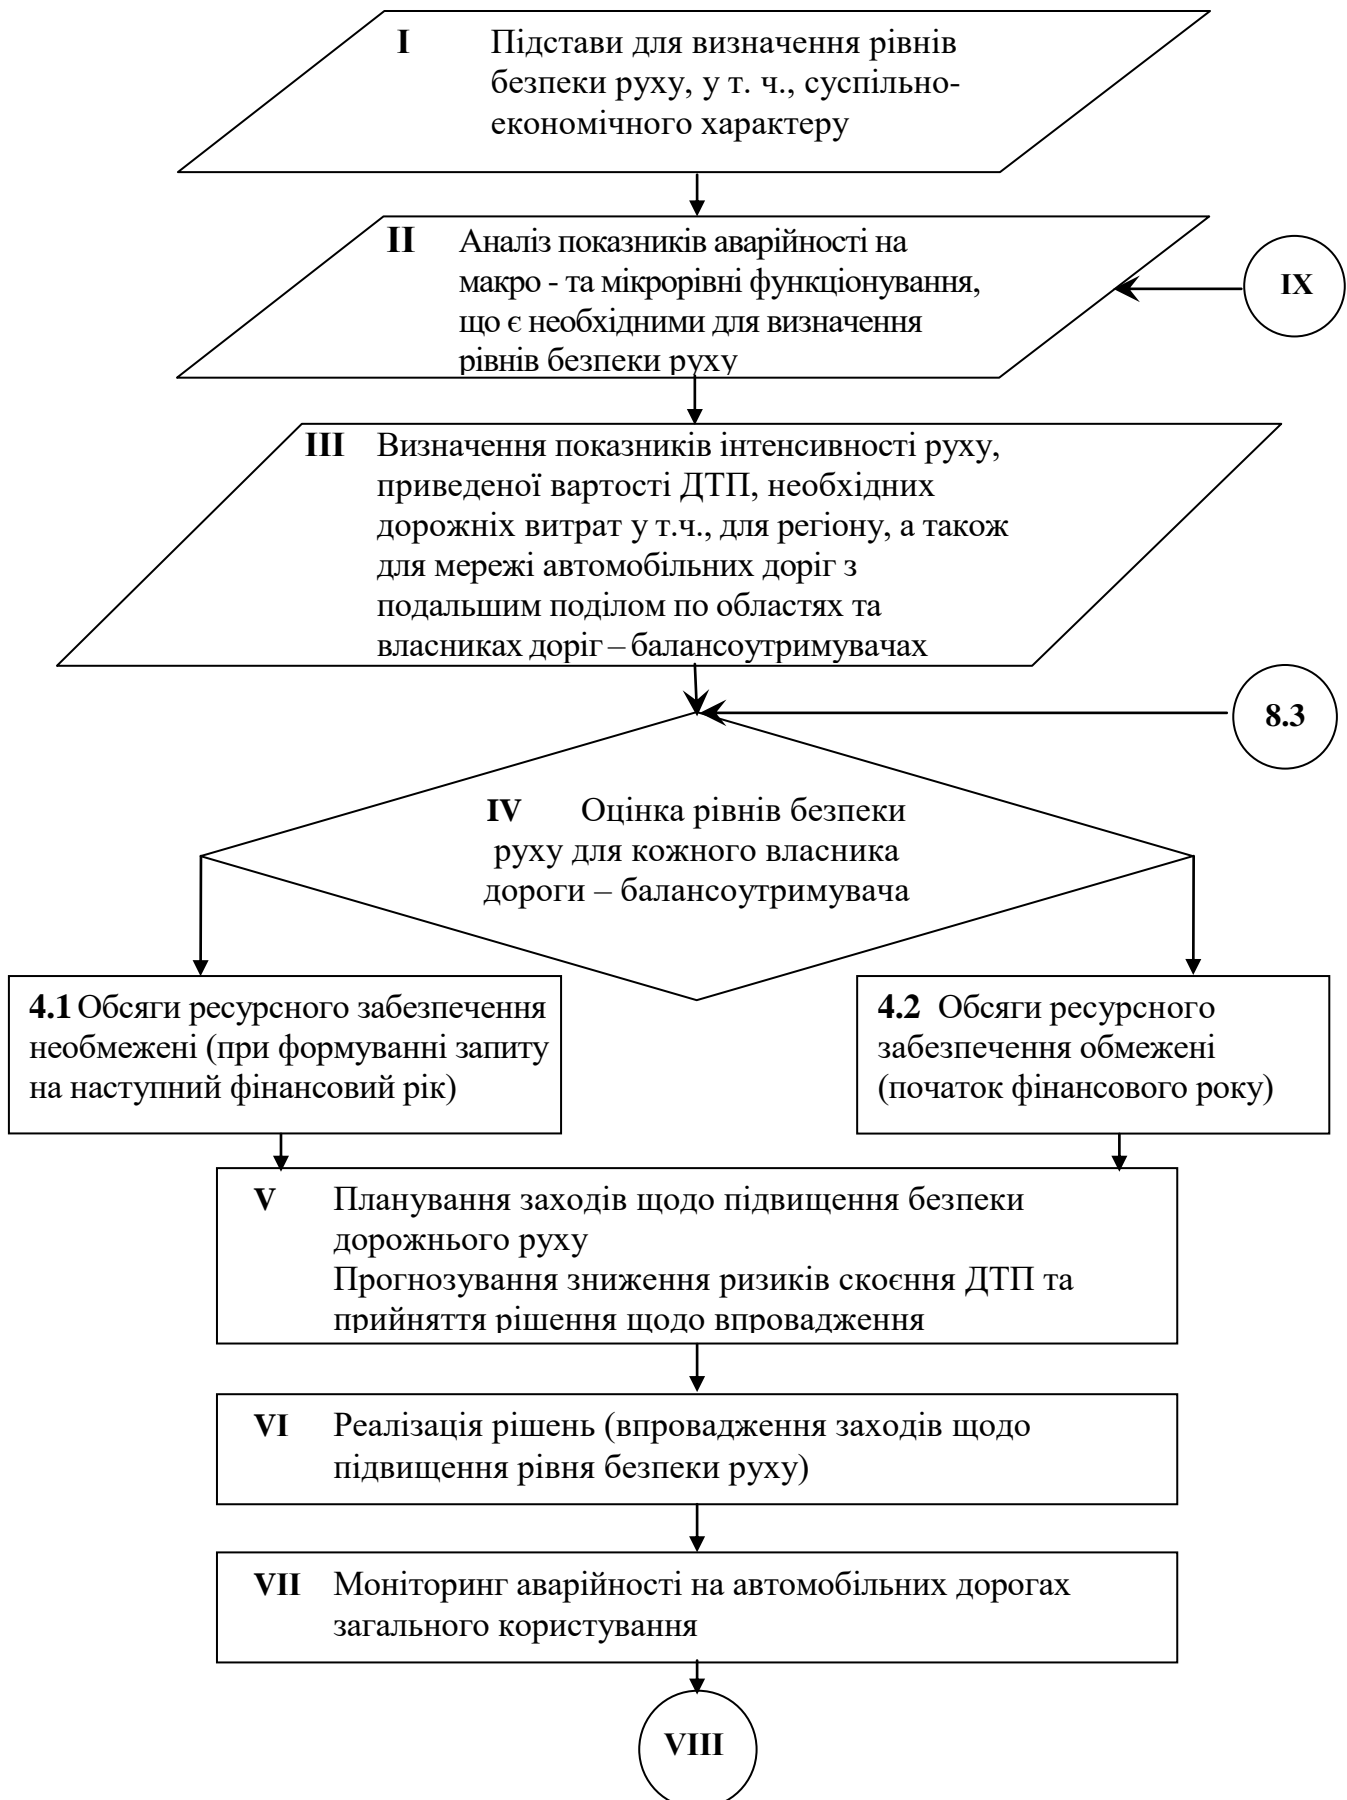 I Підстави для визначення рівнів
безпеки руху, у т. ч., суспільно-
економічного характеру
II Аналіз показників аварійності на
макро - та мікрорівні функціонування,
що є необхідними для визначення
рівнів безпеки руху
IX
III Визначення показників інтенсивності руху,
приведеної вартості ДТП, необхідних
дорожніх витрат у т.ч., для регіону, а також
для мережі автомобільних доріг з
подальшим поділом по областях та
власниках доріг – балансоутримувачах
8.3
IV Оцінка рівнів безпеки
руху для кожного власника
дороги – балансоутримувача
4.1 Обсяги ресурсного забезпечення
необмежені (при формуванні запиту
на наступний фінансовий рік)
4.2 Обсяги ресурсного
забезпечення обмежені
(початок фінансового року)
V Планування заходів щодо підвищення безпеки
дорожнього руху
Прогнозування зниження ризиків скоєння ДТП та
прийняття рішення щодо впровадження
VI Реалізація рішень (впровадження заходів щодо
підвищення рівня безпеки руху)
VII Моніторинг аварійності на автомобільних дорогах
загального користування
VIII